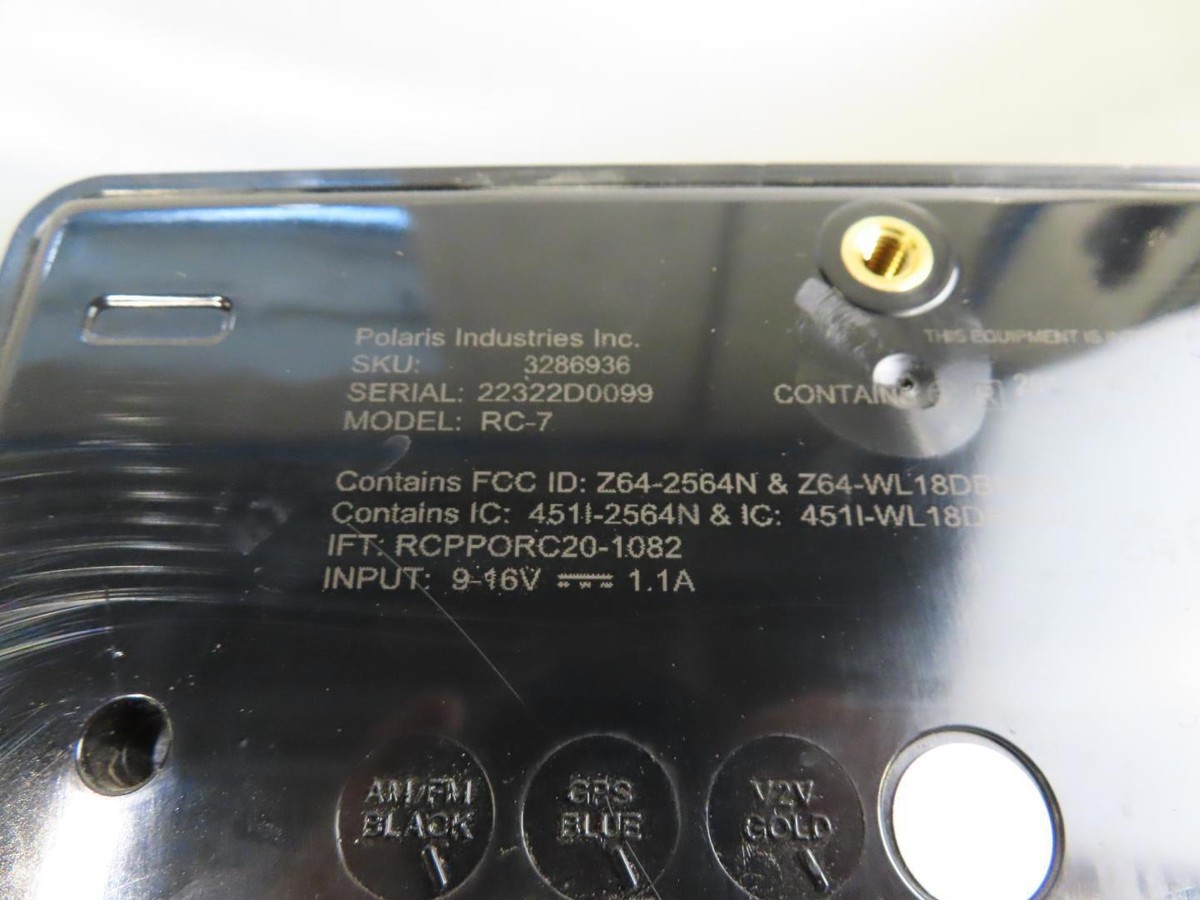 Polaris Industries Inc.
SKU: 3286936
SERIAL: 22322D0099
MODEL: RC-7
THIS EQUIPMENT IS
Contains FCC ID: Z64-2564N & Z64-WL18DB
Contains IC: 451I-2564N & IC: 451I-WL18D
IFT: RCPPORC20-1082
INPUT: 9-16V ⎓ 1.1A
AM/FM
BLACK
GPS
BLUE
V2V
GOLD